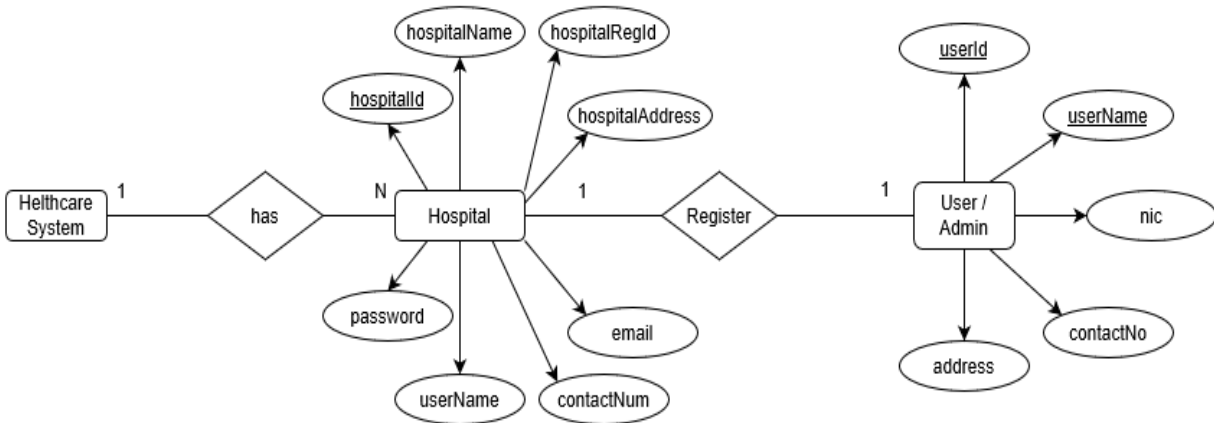 hospitalName
hospitalRegId
userId
hospitalId
hospitalAddress
userName
1
N
1
1
Helthcare
System
has
Hospital
Register
User /
Admin
nic
password
email
contactNo
address
userName
contactNum